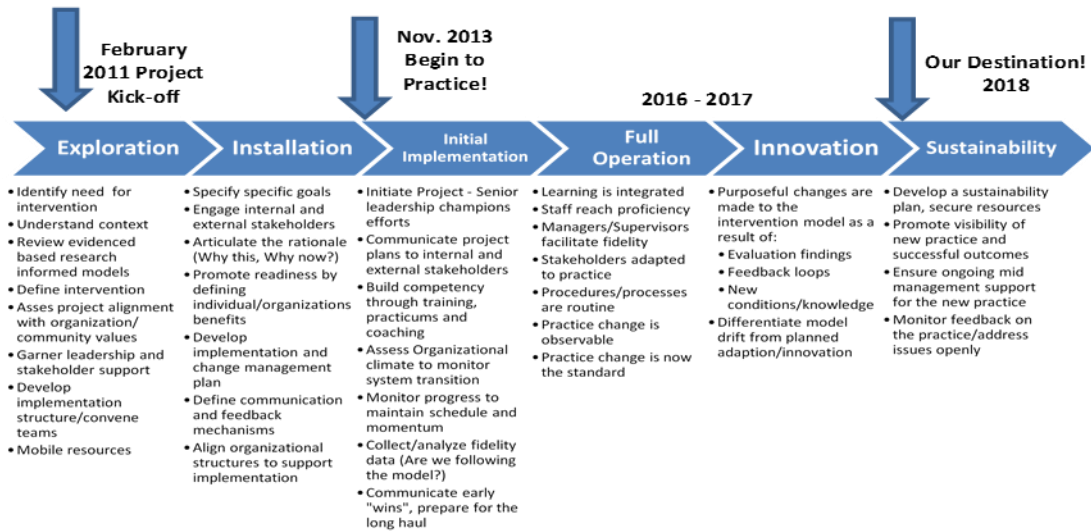 February
2011 Project
Kick-off
Nov. 2013
Begin to
Practice!
2016 - 2017
Our Destination!
2018
Exploration
Installation
Initial
Implementation
Full
Operation
Innovation
Sustainability
• Identify need for
intervention
• Understand context
• Review evidenced
based research
informed models
• Define intervention
• Asses project alignment
with organization/
community values
• Garner leadership and
stakeholder support
• Develop
implementation
structure/convene
teams
• Mobile resources
• Specify specific goals
• Engage internal and
external stakeholders
• Articulate the rationale
(Why this, Why now?)
• Promote readiness by
defining
individual/organizations
benefits
• Develop
implementation and
change management
plan
• Define communication
and feedback
mechanisms
• Align organizational
structures to support
implementation
• Initiate Project - Senior
leadership champions
efforts
• Communicate project
plans to internal and
external stakeholders
• Build competency
through training,
practicums and
coaching
• Assess Organizational
climate to monitor
system transition
• Monitor progress to
maintain schedule and
momentum
• Collect/analyze fidelity
data (Are we following
the model?)
• Communicate early
"wins", prepare for the
long haul
• Learning is integrated
• Staff reach proficiency
• Managers/Supervisors
facilitate fidelity
• Stakeholders adapted
to practice
• Procedures/processes
are routine
• Practice change is
observable
• Practice change is now
the standard
• Purposeful changes are
made to the
intervention model as a
result of:
• Evaluation findings
• Feedback loops
• New
conditions/knowledge
• Differentiate model
drift from planned
adaption/innovation
• Develop a sustainability
plan, secure resources
• Promote visibility of
new practice and
successful outcomes
• Ensure ongoing mid
management support
for the new practice
• Monitor feedback on
the practice/address
issues openly